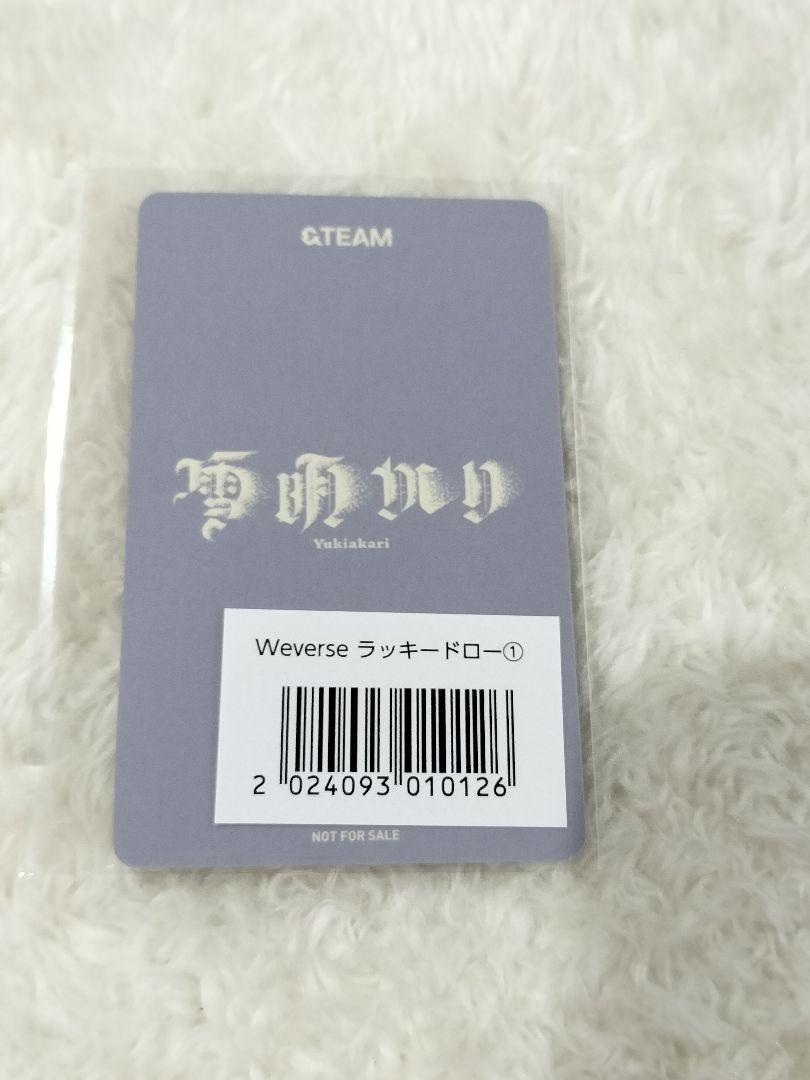 &TEAM
雪明かり
Yukiakari
Weverse ラッキードロー①
2 024093 010126
NOT FOR SALE